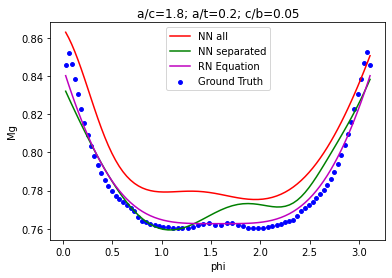 a/c=1.8; a/t=0.2; c/b=0.05
NN all
NN separated
RN Equation
Ground Truth
Mg
0.86
0.84
0.82
0.80
0.78
0.76
0.0 0.5 1.0 1.5 2.0 2.5 3.0
phi